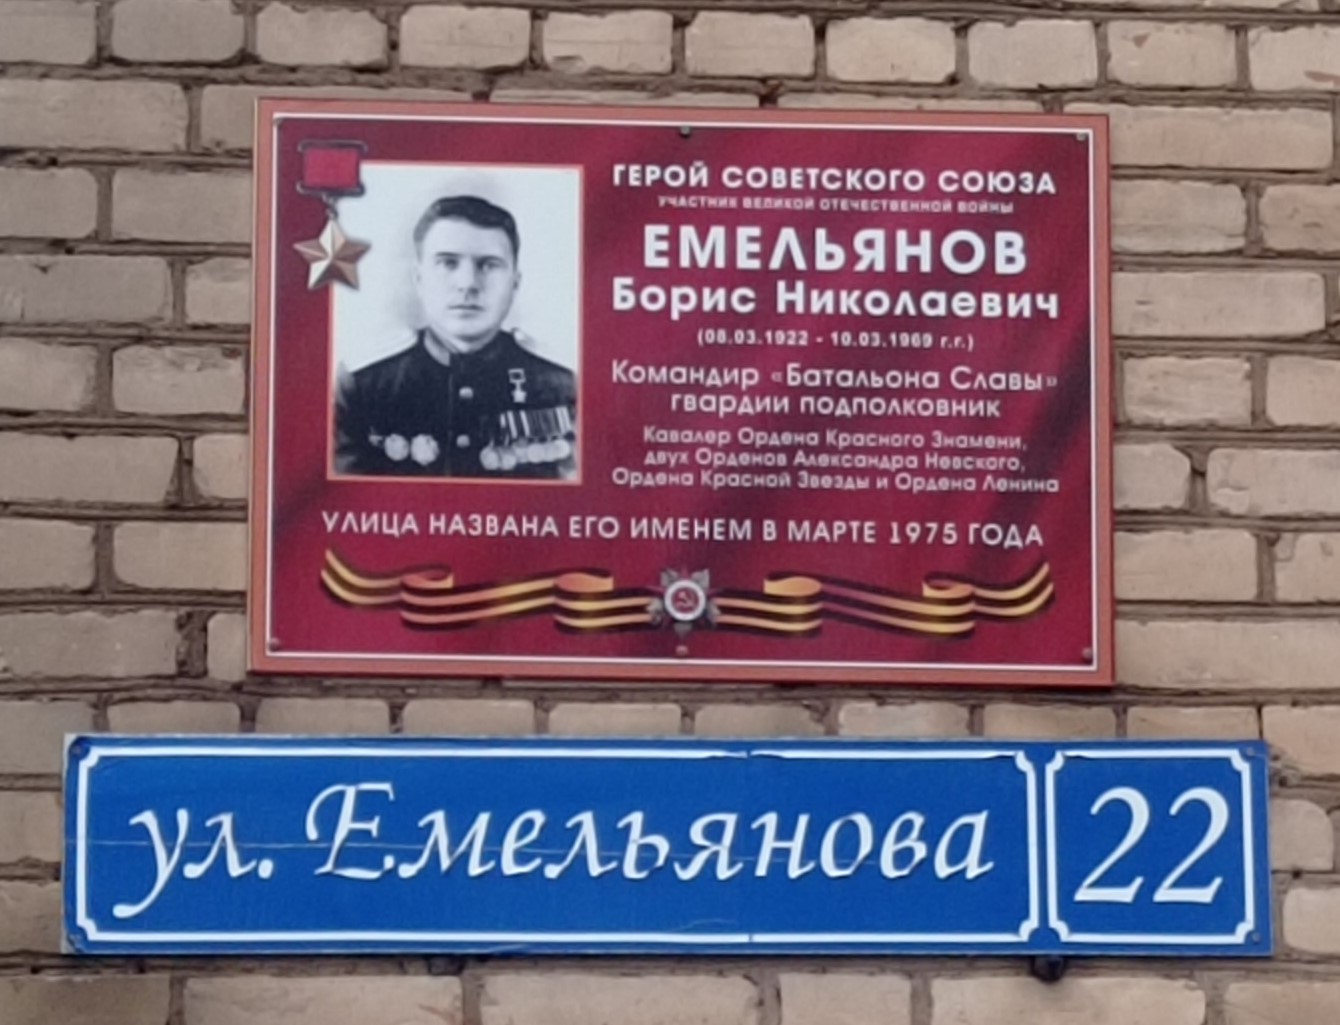 ГЕРОЙ СОВЕТСКОГО СОЮЗА
УЧАСТНИК ВЕЛИКОЙ ОТЕЧЕСТВЕННОЙ ВОЙНЫ
ЕМЕЛЬЯНОВ
Борис Николаевич
(08.03.1922 - 10.03.1969 г.г.)
Командир «Батальона Славы»
гвардии подполковник
Кавалер Ордена Красного Знамени,
двух Орденов Александра Невского,
Ордена Красной Звезды и Ордена Ленина
УЛИЦА НАЗВАНА ЕГО ИМЕНЕМ В МАРТЕ 1975 ГОДА
ул. Емельянова 22